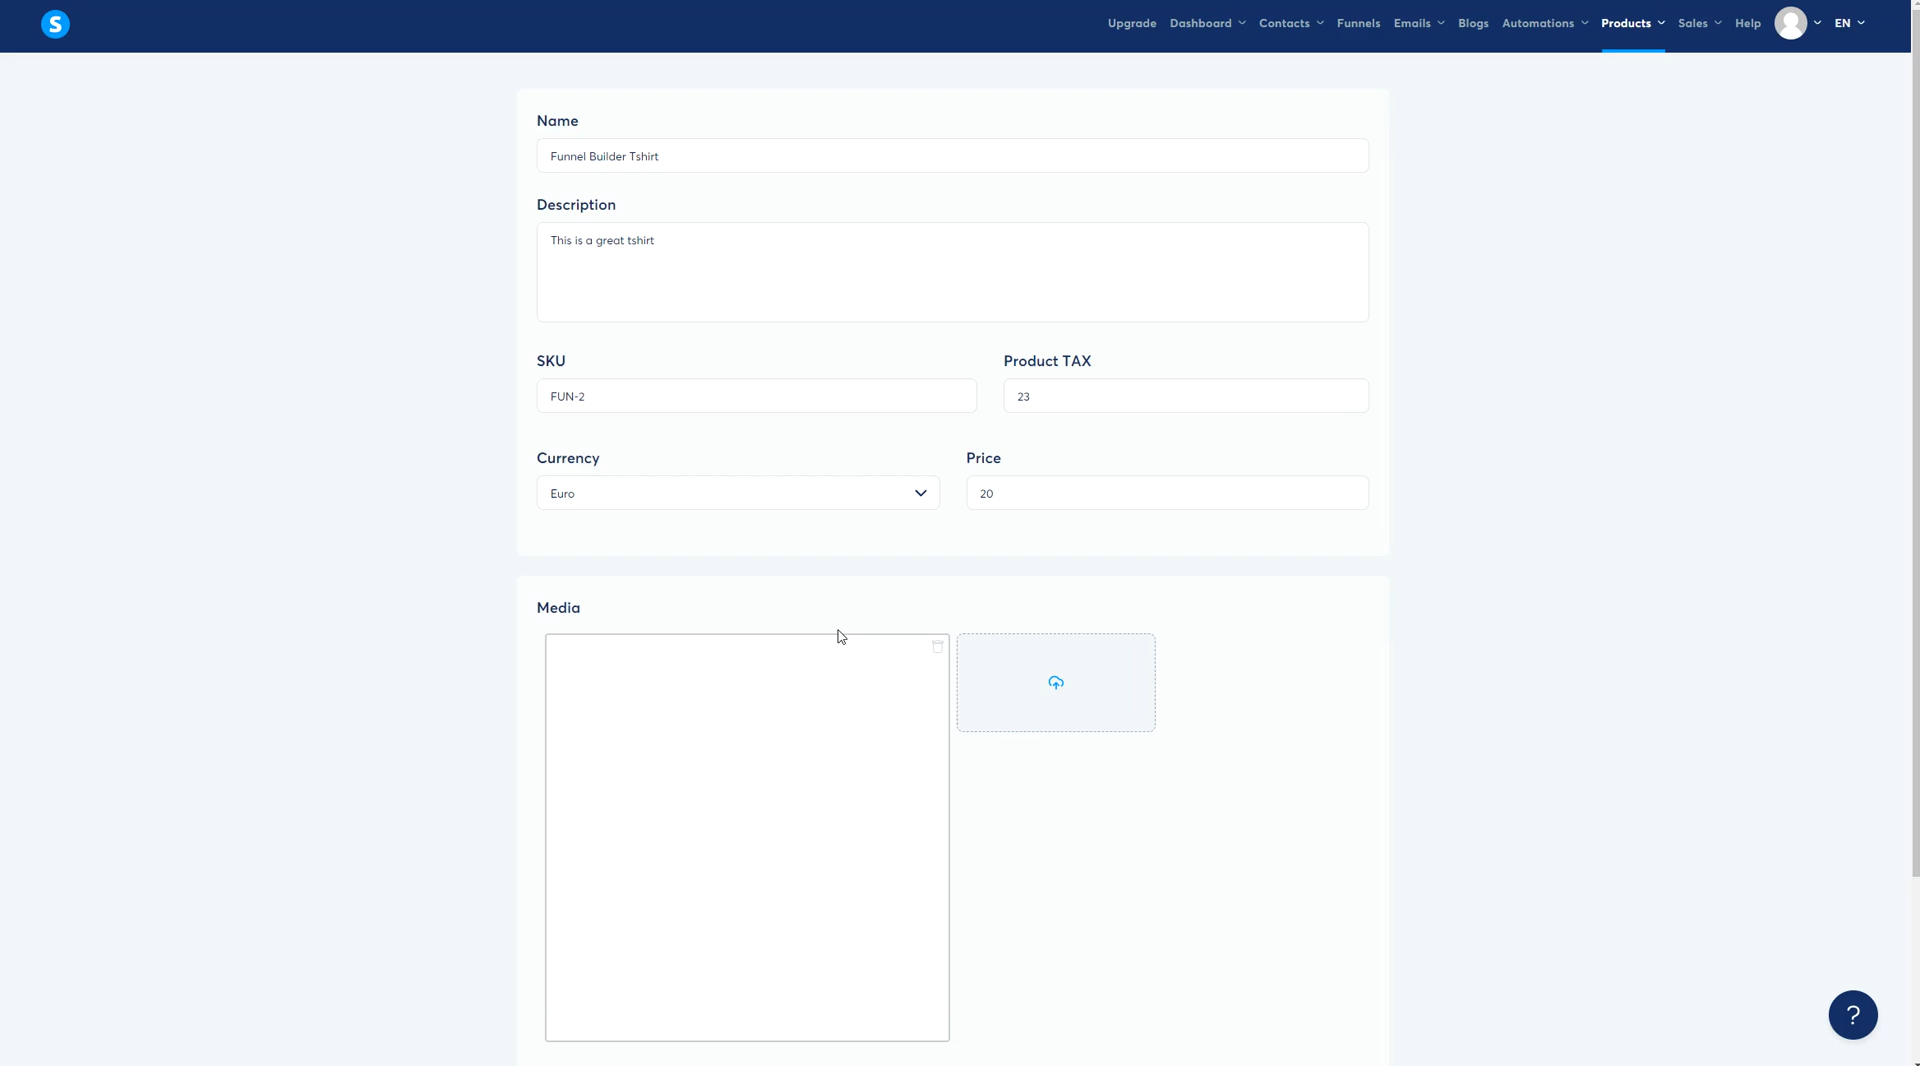 S
Upgrade Dashboard Contacts Funnels Emails Blogs Automations Products Sales Help EN
Name
Funnel Builder Tshirt
Description
This is a great tshirt
SKU Product TAX
FUN-2 23
Currency Price
Euro 20
Media
?